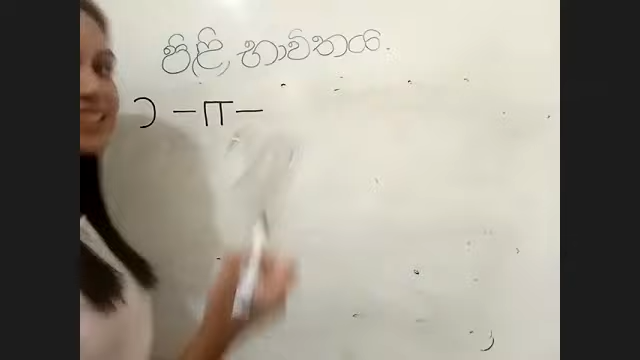 පිළි භාවිතය.
ා – π –